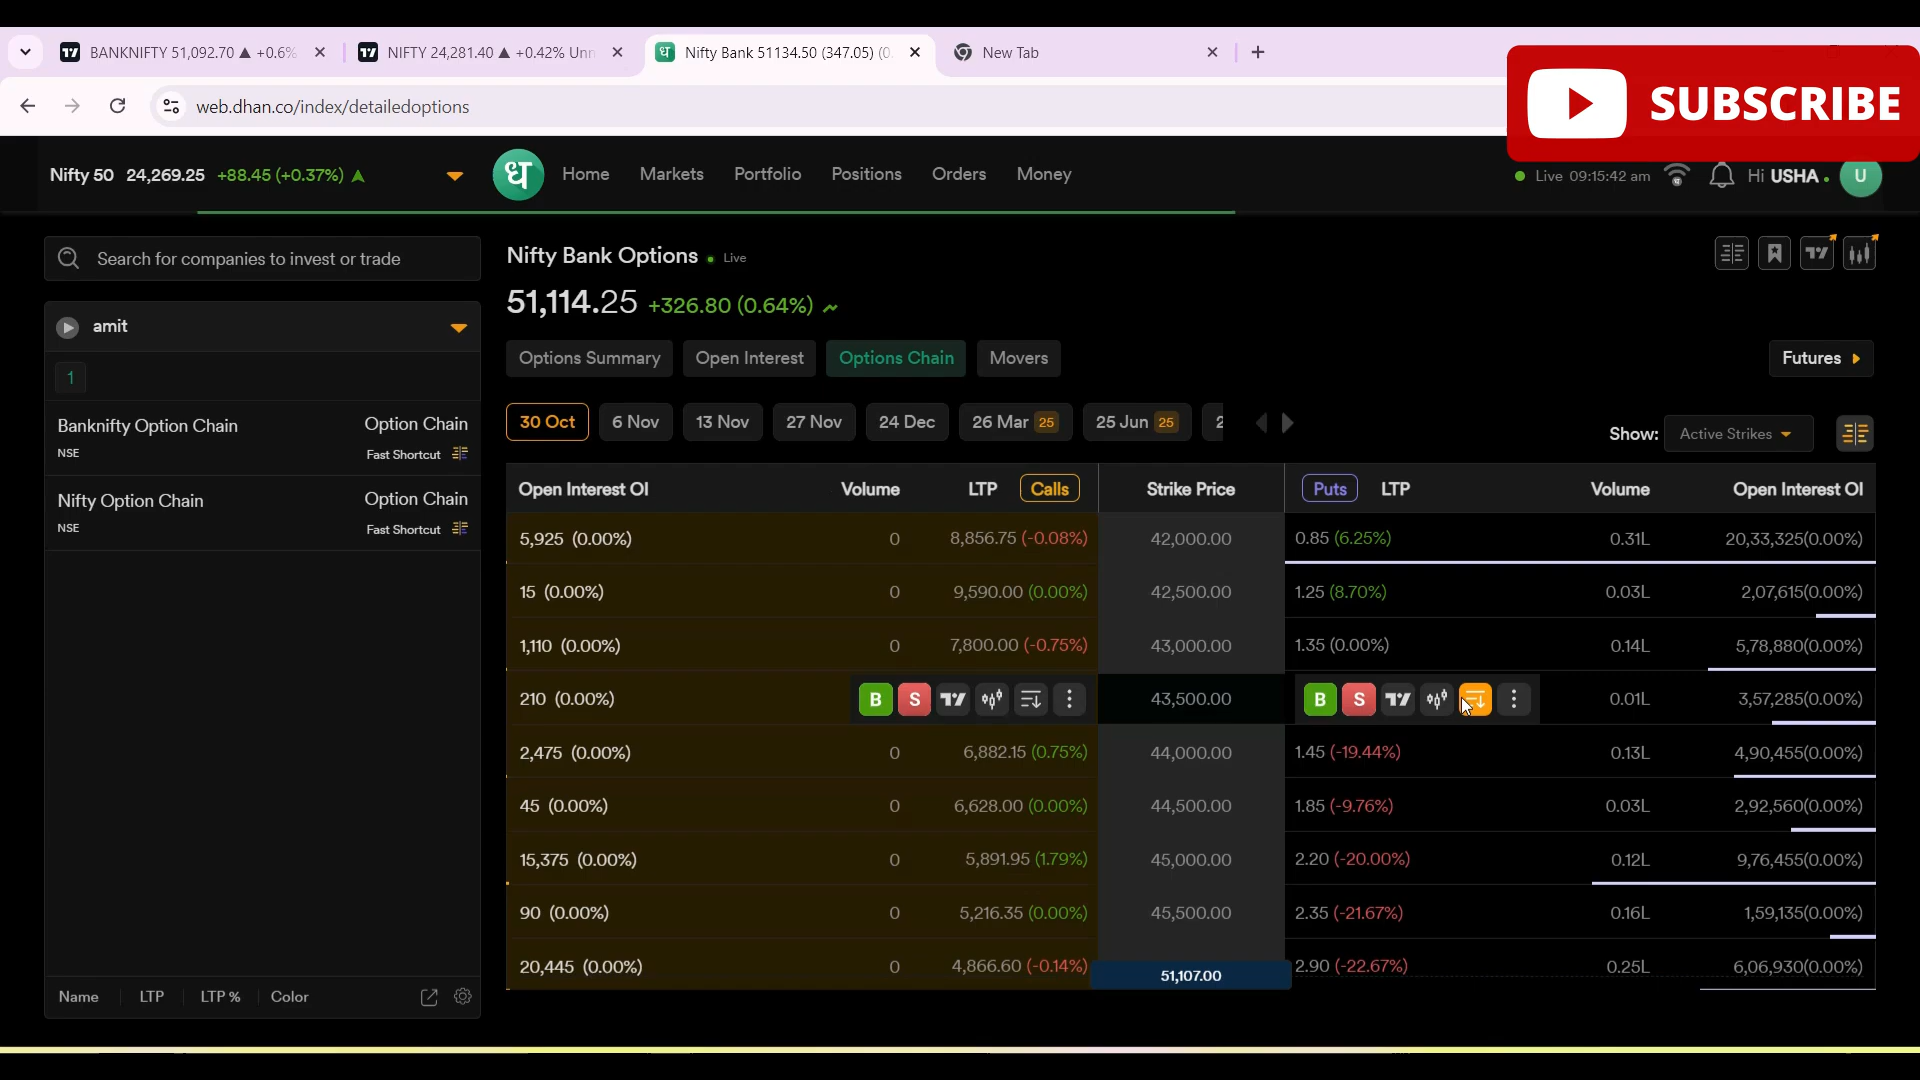 BANKNIFTY 51,092.70 ▲ +0.6%
NIFTY 24,281.40 ▲ +0.42% Unn
ध Nifty Bank 51134.50 (347.05) (0.
New Tab
web.dhan.co/index/detailedoptions
SUBSCRIBE
Nifty 50 24,269.25 +88.45 (+0.37%)
ध
Home Markets Portfolio Positions Orders Money
Live 09:15:42 am
Hi USHA
U
Search for companies to invest or trade
amit
1
Banknifty Option Chain Option Chain
NSE Fast Shortcut
Nifty Option Chain Option Chain
NSE Fast Shortcut
Name LTP LTP % Color
Nifty Bank Options Live
51,114.25 +326.80 (0.64%)
Options Summary Open Interest Options Chain Movers Futures
30 Oct 6 Nov 13 Nov 27 Nov 24 Dec 26 Mar 25 25 Jun 25 2
Show: Active Strikes
Open Interest OI Volume LTP Calls Strike Price Puts LTP Volume Open Interest OI
5,925 (0.00%) 0 8,856.75 (-0.08%) 42,000.00 0.85 (6.25%) 0.31L 20,33,325(0.00%)
15 (0.00%) 0 9,590.00 (0.00%) 42,500.00 1.25 (8.70%) 0.03L 2,07,615(0.00%)
1,110 (0.00%) 0 7,800.00 (-0.75%) 43,000.00 1.35 (0.00%) 0.14L 5,78,880(0.00%)
210 (0.00%) B S 43,500.00 B S 0.01L 3,57,285(0.00%)
2,475 (0.00%) 0 6,882.15 (0.75%) 44,000.00 1.45 (-19.44%) 0.13L 4,90,455(0.00%)
45 (0.00%) 0 6,628.00 (0.00%) 44,500.00 1.85 (-9.76%) 0.03L 2,92,560(0.00%)
15,375 (0.00%) 0 5,891.95 (1.79%) 45,000.00 2.20 (-20.00%) 0.12L 9,76,455(0.00%)
90 (0.00%) 0 5,216.35 (0.00%) 45,500.00 2.35 (-21.67%) 0.16L 1,59,135(0.00%)
20,445 (0.00%) 0 4,866.60 (-0.14%) 51,107.00 2.90 (-22.67%) 0.25L 6,06,930(0.00%)